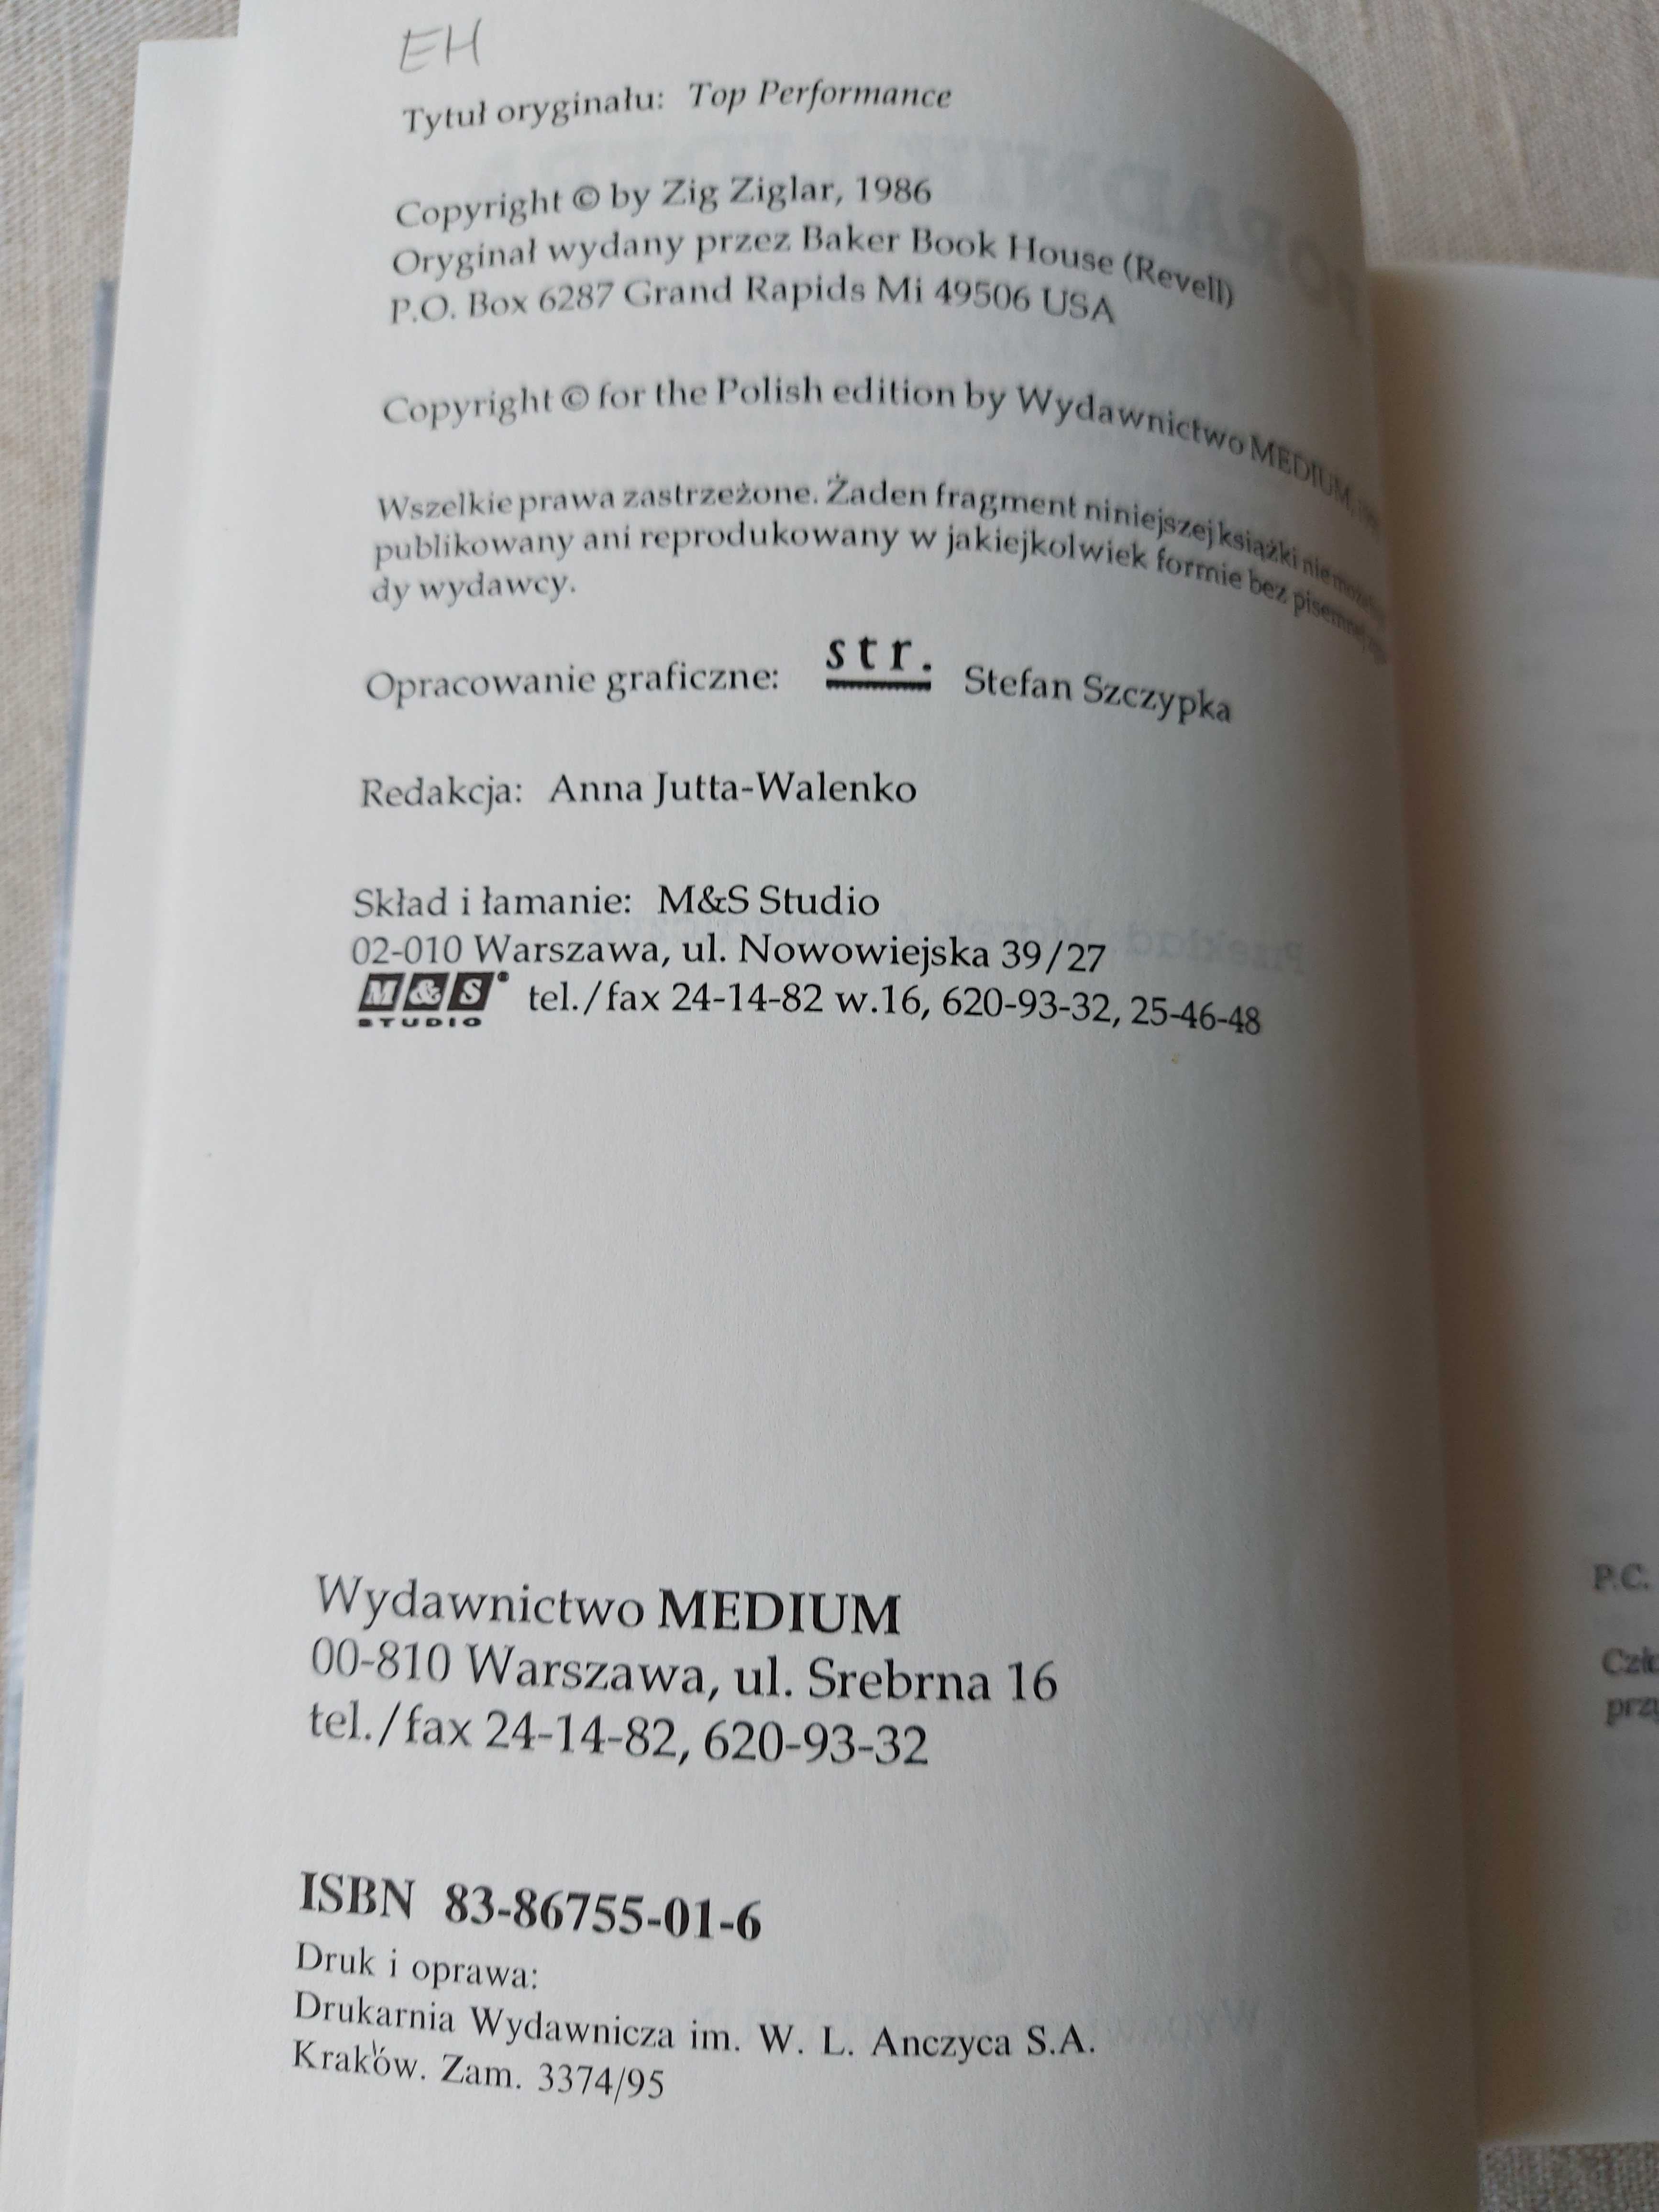 EH
Tytuł oryginału: Top Performance
Copyright © by Zig Ziglar, 1986
Oryginał wydany przez Baker Book House (Revell)
P.O. Box 6287 Grand Rapids Mi 49506 USA
Copyright © for the Polish edition by Wydawnictwo MEDIUM,
Wszelkie prawa zastrzeżone. Żaden fragment niniejszej książki nie może być
publikowany ani reprodukowany w jakiejkolwiek formie bez pisemnej
dy wydawcy.
Opracowanie graficzne: str. Stefan Szczypka
Redakcja: Anna Jutta-Walenko
Skład i łamanie: M&S Studio
02-010 Warszawa, ul. Nowowiejska 39/27
M&S STUDIO tel./fax 24-14-82 w.16, 620-93-32, 25-46-48
Wydawnictwo MEDIUM
00-810 Warszawa, ul. Srebrna 16
tel./fax 24-14-82, 620-93-32
ISBN 83-86755-01-6
Druk i oprawa:
Drukarnia Wydawnicza im. W. L. Anczyca S.A.
Kraków. Zam. 3374/95
P.C.